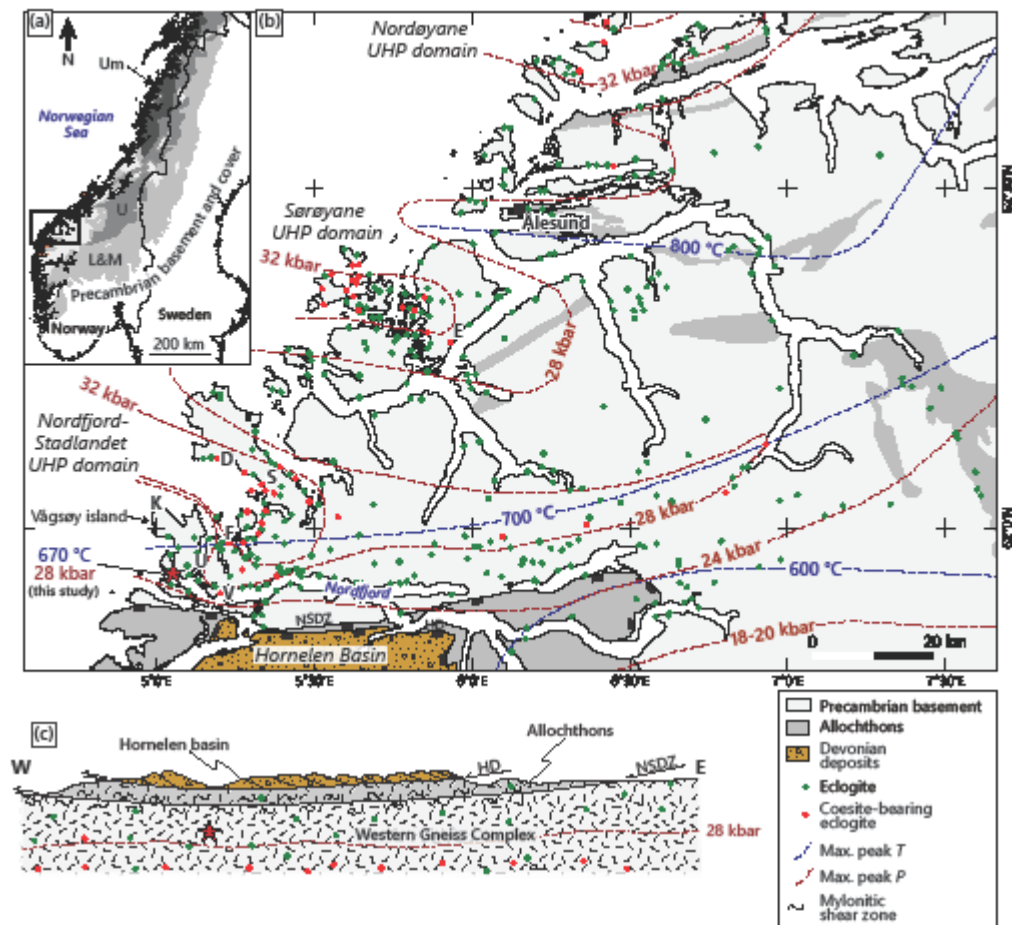 (a)
N
Um
Norwegian
Sea
U
L&M
Precambrian basement and cover
Norway
Sweden
200 km
(b)
Nordøyane
UHP domain
32 kbar
Ålesund
800 °C
Sørøyane
UHP domain
32 kbar
E
28 kbar
32 kbar
Nordfjord-
Stadlandet
UHP domain
D
S
K
F
Vågsøy island
U
V
700 °C
28 kbar
24 kbar
670 °C
28 kbar
(this study)
600 °C
Nordfjord
NSDZ
HD
18-20 kbar
Hornelen Basin
0 20 km
5°0'E 5°30'E 6°0'E 6°30'E 7°0'E 7°30'E
(c)
Hornelen basin
Allochthons
W
HD
NSDZ
E
Western Gneiss Complex
28 kbar
Precambrian basement
Allochthons
Devonian
deposits
Eclogite
Coesite-bearing
eclogite
Max. peak T
Max. peak P
Mylonitic
shear zone